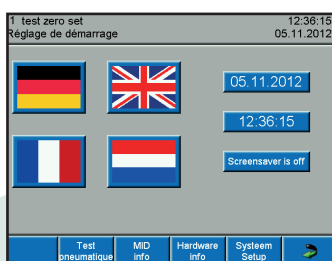 1 test zero set 12:36:15
Réglage de démarrage 05.11.2012
05.11.2012
12:36:15
Screensaver is off
Test pneumatique
MID info
Hardware info
Systeem Setup